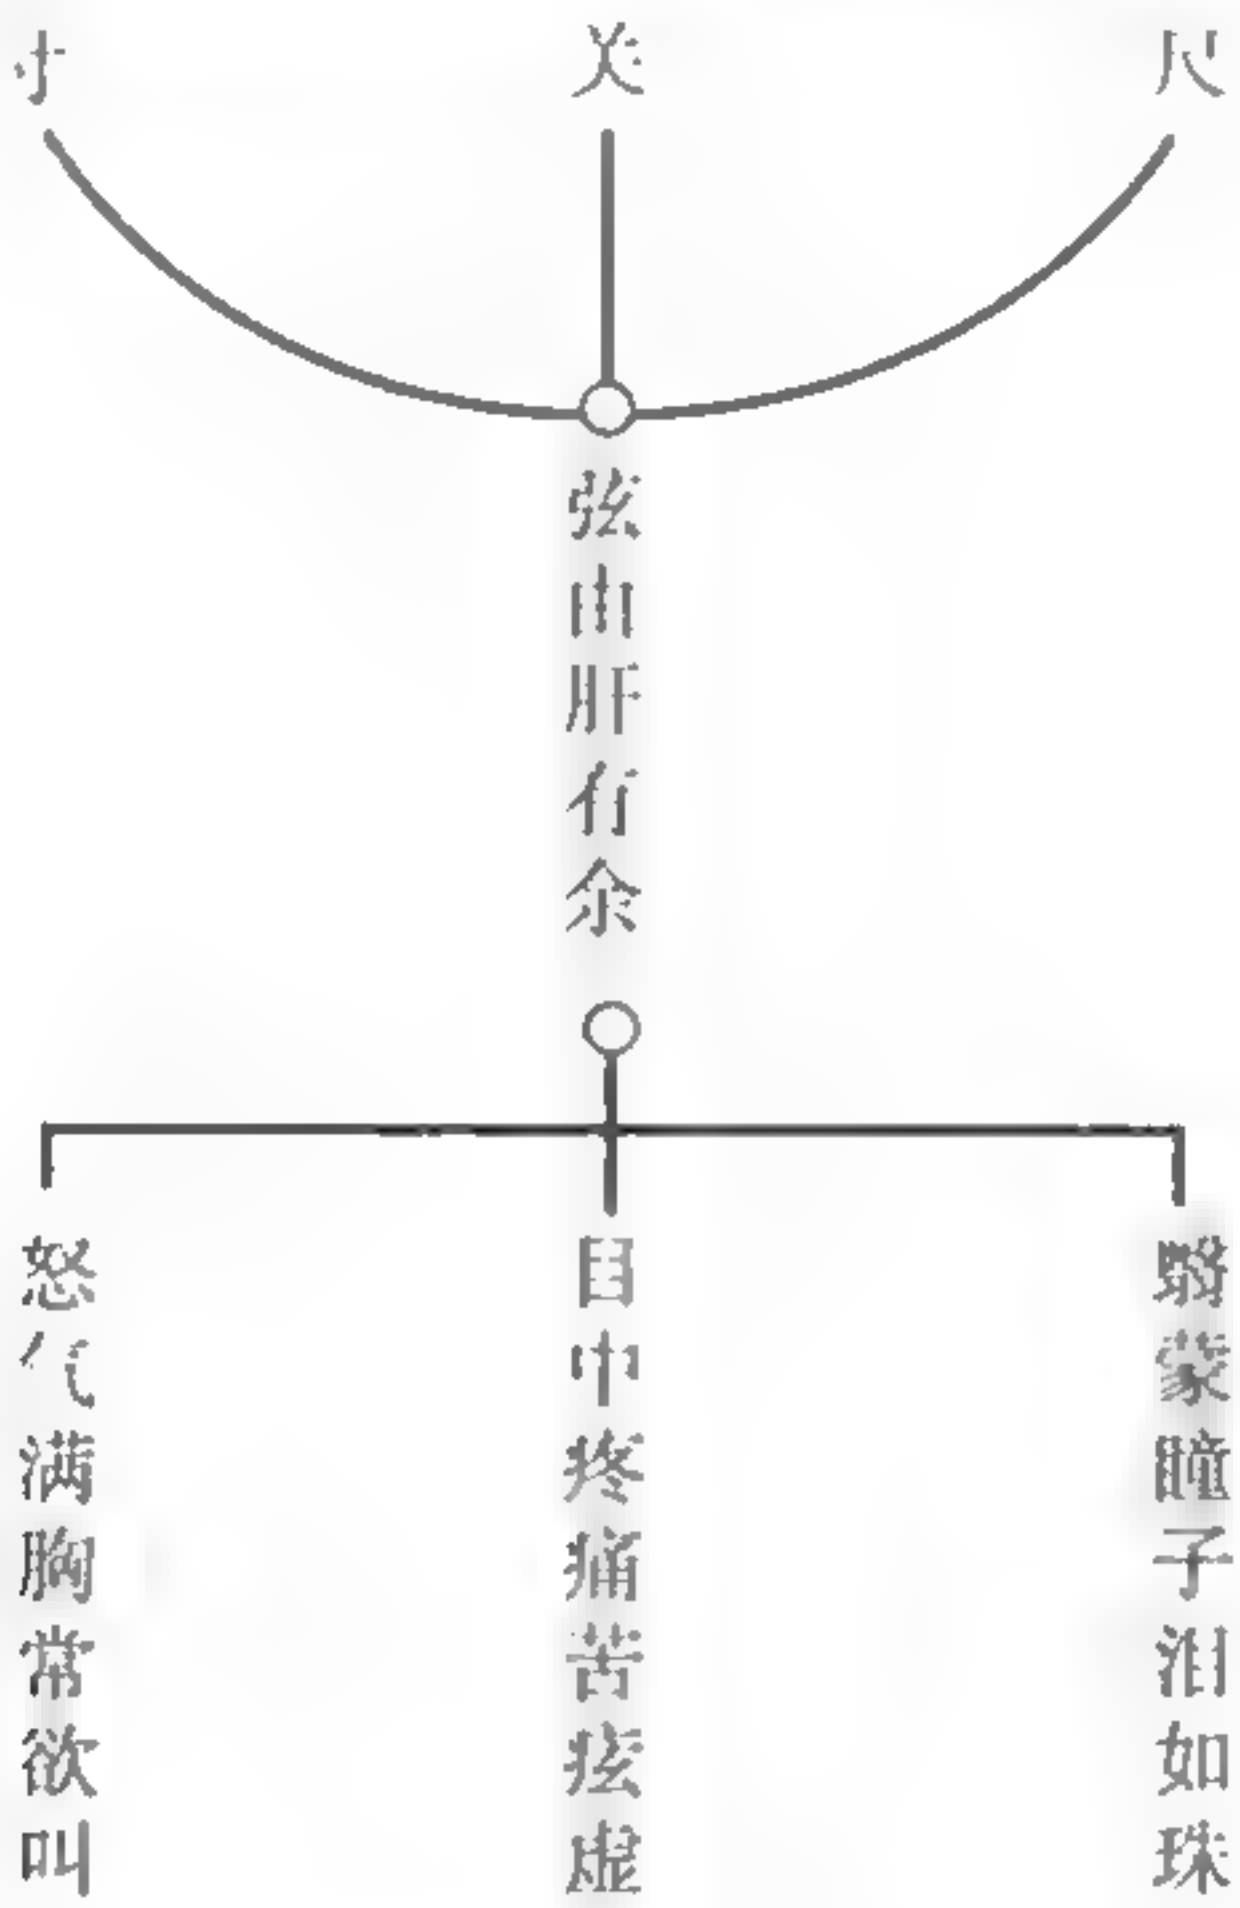 寸
关
尺
弦由肝有余
怒气满胸常欲叫
目中疼痛苦痃虚
翳蒙瞳子泪如珠